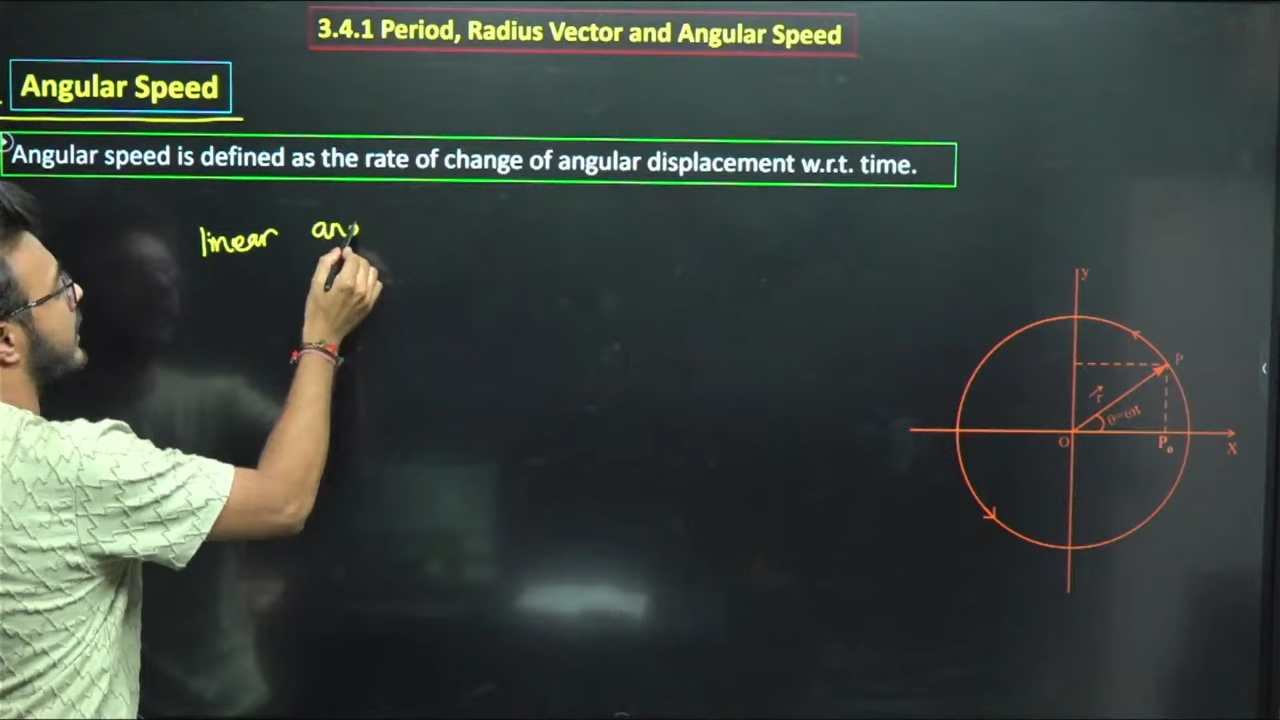 3.4.1 Period, Radius Vector and Angular Speed
Angular Speed
Angular speed is defined as the rate of change of angular displacement w.r.t. time.
linear an
y
P
r
θ=ωt
O
P₀
X